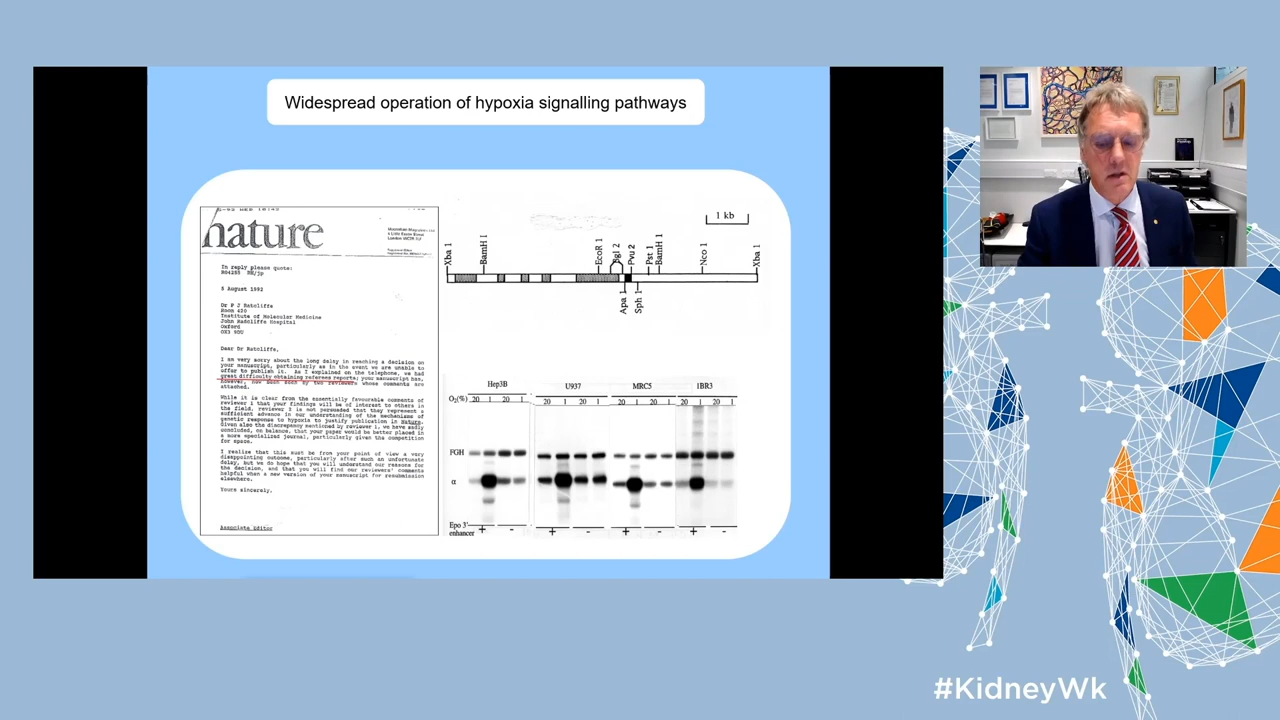 Widespread operation of hypoxia signalling pathways
nature
In reply please quote:
5 August 1992
Dr P J Ratcliffe
Room 420
Institute of Molecular Medicine
John Radcliffe Hospital
Oxford
OX3 9DU
Dear Dr Ratcliffe,
I am very sorry about the long delay in reaching a decision on
your manuscript, particularly as in the event we are unable to
offer to publish it. As I explained on the telephone, we had
great difficulty obtaining referees reports; your manuscript has,
however, now been seen by two reviewers whose comments are
attached.
While it is clear from the essentially favourable comments of
reviewer 1 that your findings will be of interest to others in
the field, reviewer 2 is not persuaded that they represent a
sufficient advance in our understanding of the mechanisms of
genetic response to hypoxia to justify publication in Nature.
Given also the discrepancy mentioned by reviewer 1, we have sadly
concluded, on balance, that your paper would be better placed in
a more specialized journal, particularly given the competition
for space.
I realize that this must be from your point of view a very
disappointing outcome, particularly after such an unfortunate
delay, but we do hope that you will understand our reasons for
the decision, and that you will find our reviewers' comments
helpful when a new version of your manuscript for resubmission
elsewhere.
Yours sincerely,
Associate Editor
1 kb
Xba 1 BamH 1 EcoR 1 Bgl 2 Pvu 2 Pst 1 BamH 1 Nco 1 Xba 1
Apa 1 Sph 1
Hep3B U937 MRC5 1BR3
O2(%) 20 1 20 1 20 1 20 1 20 1 20 1 20 1 20 1
FGH
α
Epo 3'
enhancer + - + - + - + -
#KidneyWk